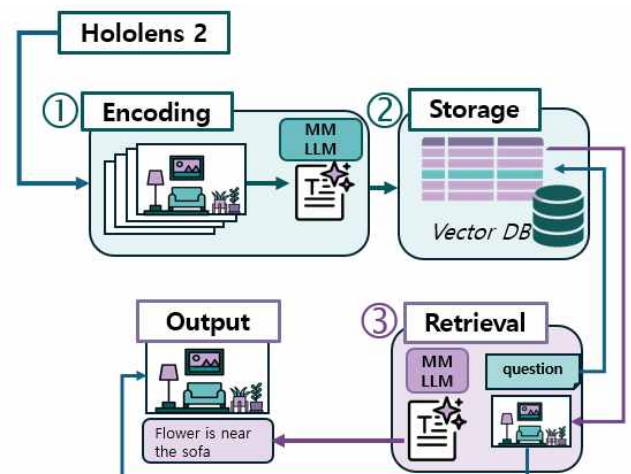 Hololens 2
① Encoding
MM
LLM
T
② Storage
Vector DB
Output
Flower is near
the sofa
③ Retrieval
MM
LLM
T
question